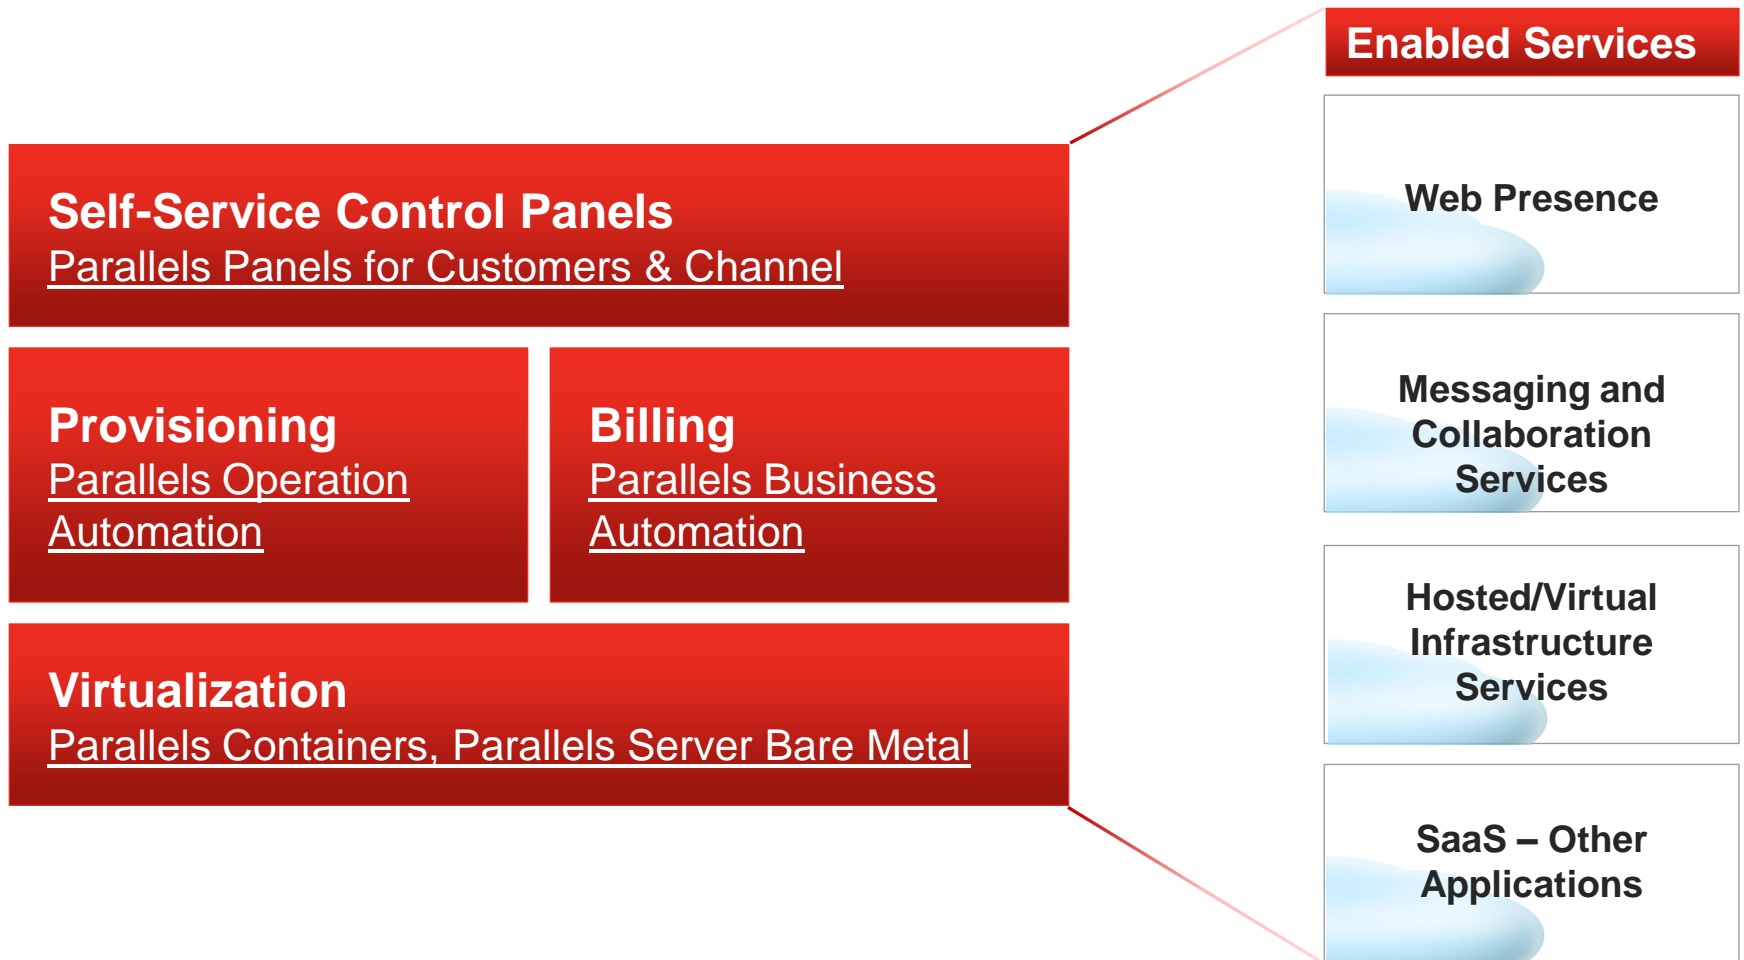 Enabled Services
Self-Service Control Panels
Parallels Panels for Customers & Channel
Provisioning
Parallels Operation
Automation
Billing
Parallels Business
Automation
Virtualization
Parallels Containers, Parallels Server Bare Metal
Web Presence
Messaging and
Collaboration
Services
Hosted/Virtual
Infrastructure
Services
SaaS – Other
Applications